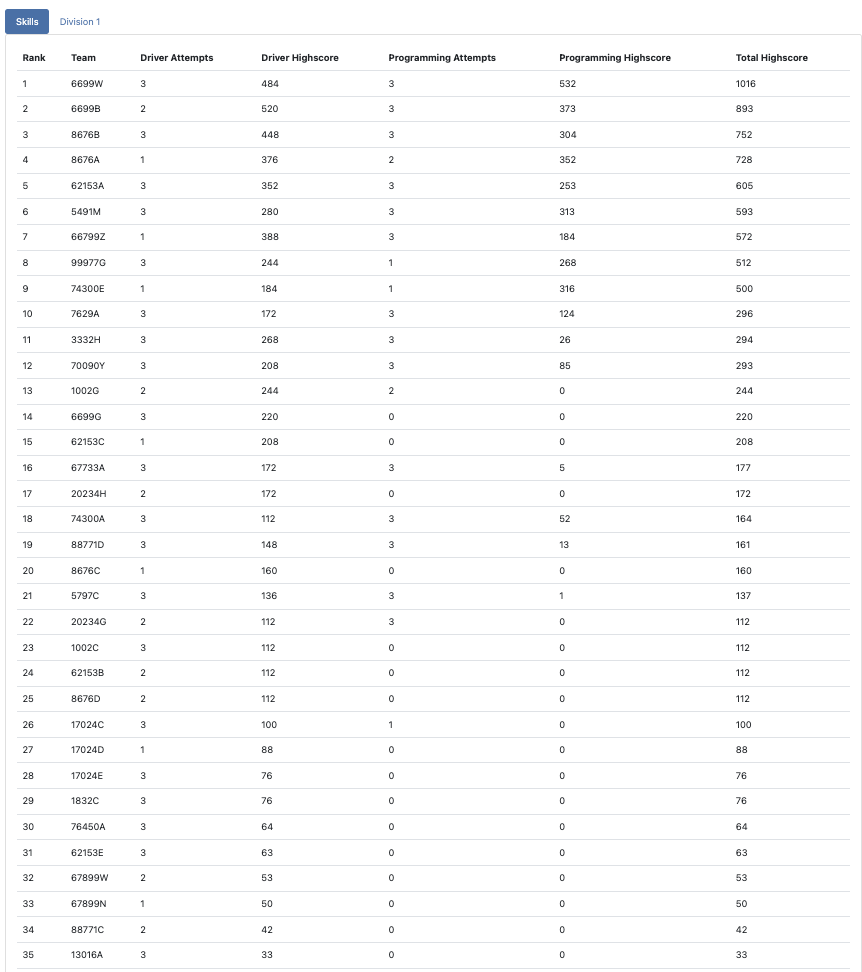 Skills Division 1
Rank Team Driver Attempts Driver Highscore Programming Attempts Programming Highscore Total Highscore
1 6699W 3 484 3 532 1016
2 6699B 2 520 3 373 893
3 8676B 3 448 3 304 752
4 8676A 1 376 2 352 728
5 62153A 3 352 3 253 605
6 5491M 3 280 3 313 593
7 66799Z 1 388 3 184 572
8 99977G 3 244 1 268 512
9 74300E 1 184 1 316 500
10 7629A 3 172 3 124 296
11 3332H 3 268 3 26 294
12 70090Y 3 208 3 85 293
13 1002G 2 244 2 0 244
14 6699G 3 220 0 0 220
15 62153C 1 208 0 0 208
16 67733A 3 172 3 5 177
17 20234H 2 172 0 0 172
18 74300A 3 112 3 52 164
19 88771D 3 148 3 13 161
20 8676C 1 160 0 0 160
21 5797C 3 136 3 1 137
22 20234G 2 112 3 0 112
23 1002C 3 112 0 0 112
24 62153B 2 112 0 0 112
25 8676D 2 112 0 0 112
26 17024C 3 100 1 0 100
27 17024D 1 88 0 0 88
28 17024E 3 76 0 0 76
29 1832C 3 76 0 0 76
30 76450A 3 64 0 0 64
31 62153E 3 63 0 0 63
32 67899W 2 53 0 0 53
33 67899N 1 50 0 0 50
34 88771C 2 42 0 0 42
35 13016A 3 33 0 0 33